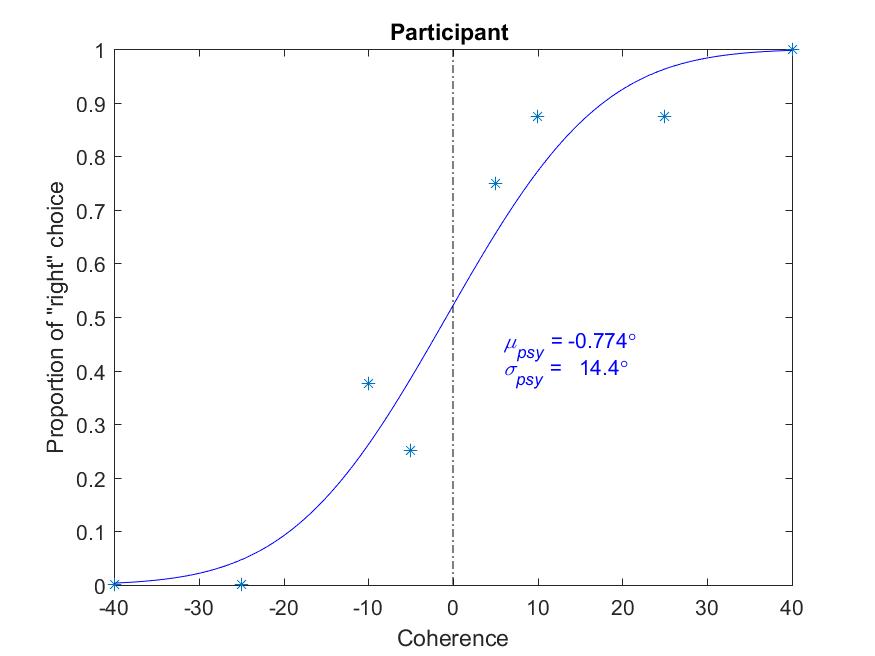 Participant
1
0.9
0.8
0.7
0.6
0.5
0.4
0.3
0.2
0.1
0
Proportion of "right" choice
μpsy = -0.774°
σpsy = 14.4°
-40 -30 -20 -10 0 10 20 30 40
Coherence